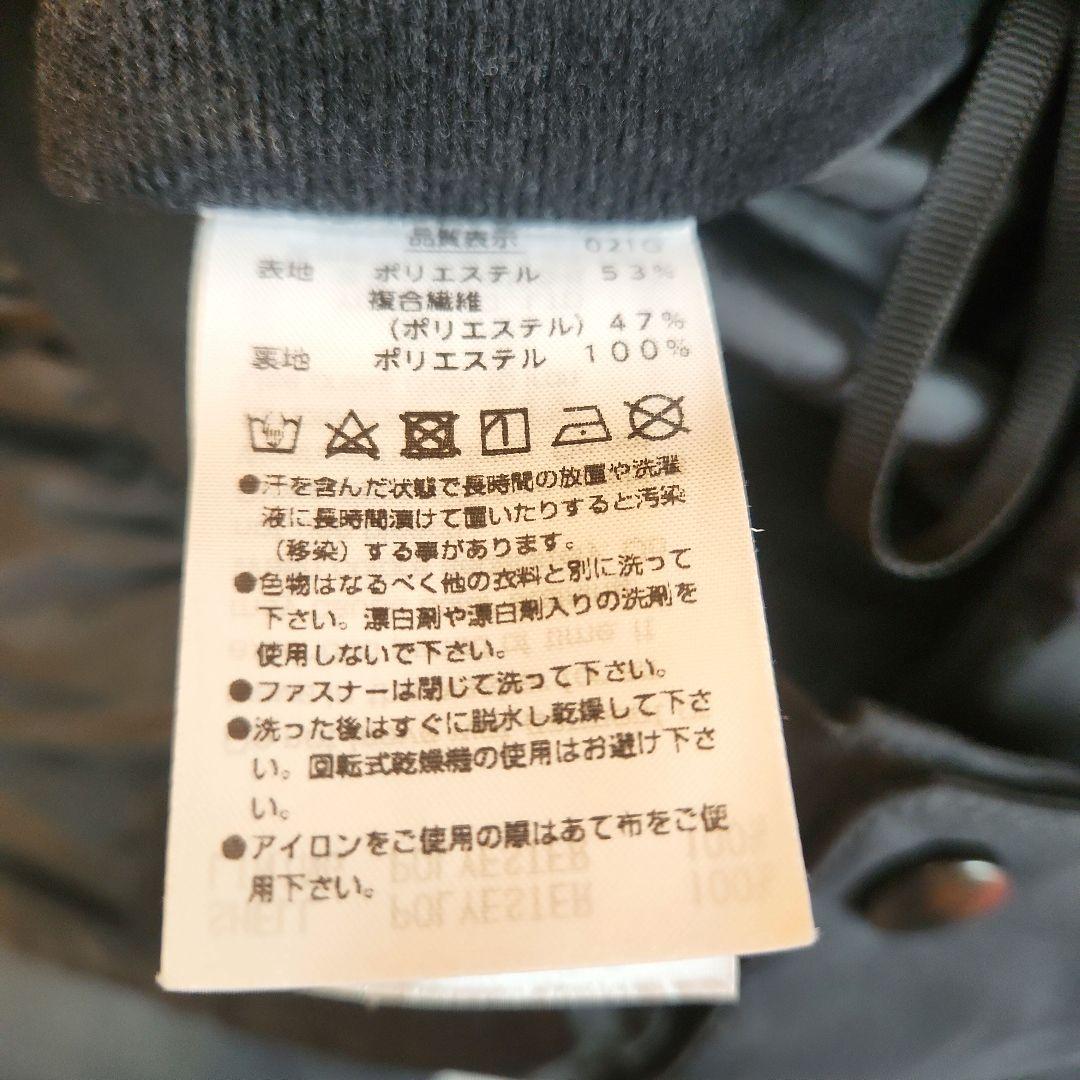 品質表示 021G
表地 ポリエステル 53%
複合繊維
(ポリエステル) 47%
裏地 ポリエステル 100%
●汗を含んだ状態で長時間の放置や洗濯
液に長時間漬けて置いたりすると汚染
(移染)する事があります。
●色物はなるべく他の衣料と別に洗って
下さい。漂白剤や漂白剤入りの洗剤を
使用しないで下さい。
●ファスナーは閉じて洗って下さい。
●洗った後はすぐに脱水し乾燥して下さ
い。回転式乾燥機の使用はお避け下さ
い。
●アイロンをご使用の際はあて布をご使
用下さい。
POLYESTER 100%
SHELL POLYESTER 100%